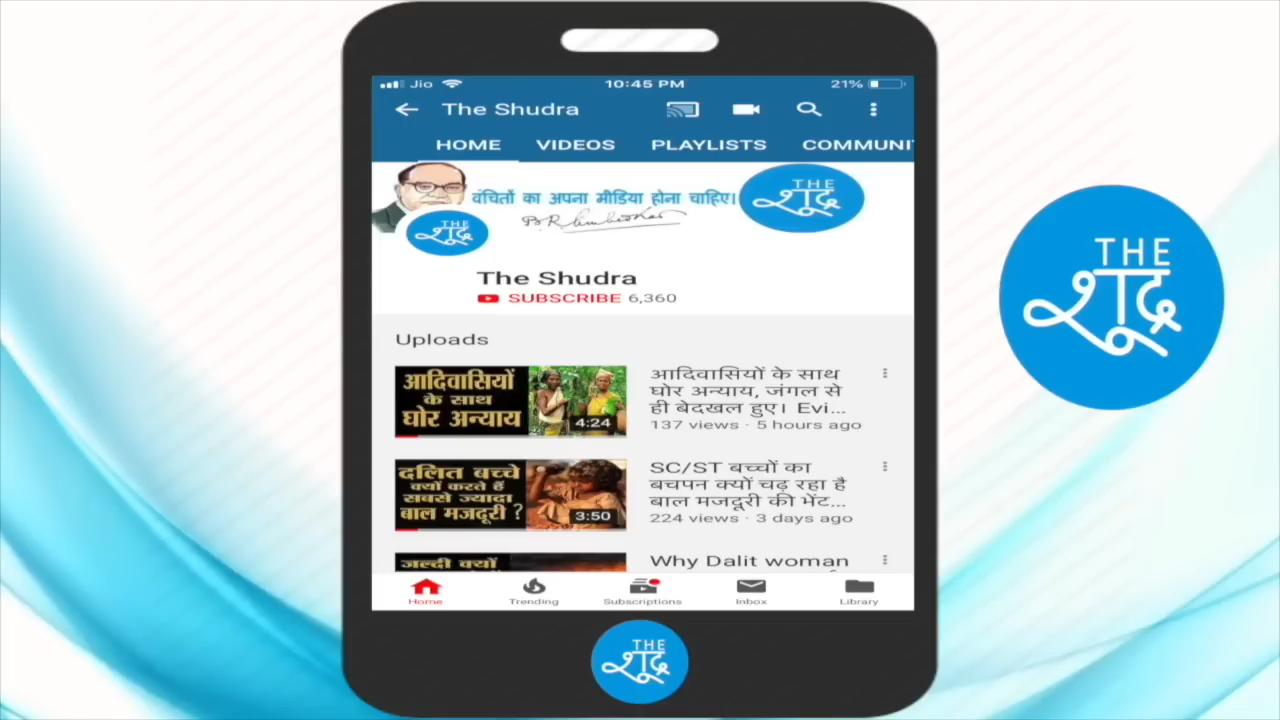 Jio 10:45 PM 21%
The Shudra
HOME VIDEOS PLAYLISTS COMMUNI
वंचितों का अपना मीडिया होना चाहिए।
THE
शूद्र
THE
शूद्र
The Shudra
SUBSCRIBE 6,360
Uploads
आदिवासियों
के साथ
घोर अन्याय
4:24
आदिवासियों के साथ
घोर अन्याय, जंगल से
ही बेदखल हुए। Evi...
137 views · 5 hours ago
दलित बच्चे
क्यों करते हैं
सबसे ज्यादा
बाल मजदूरी ?
3:50
SC/ST बच्चों का
बचपन क्यों चढ़ रहा है
बाल मजदूरी की भेंट...
224 views · 3 days ago
जल्दी क्यों
Why Dalit woman
Home Trending Subscriptions Inbox Library
THE
शूद्र
THE
शूद्र